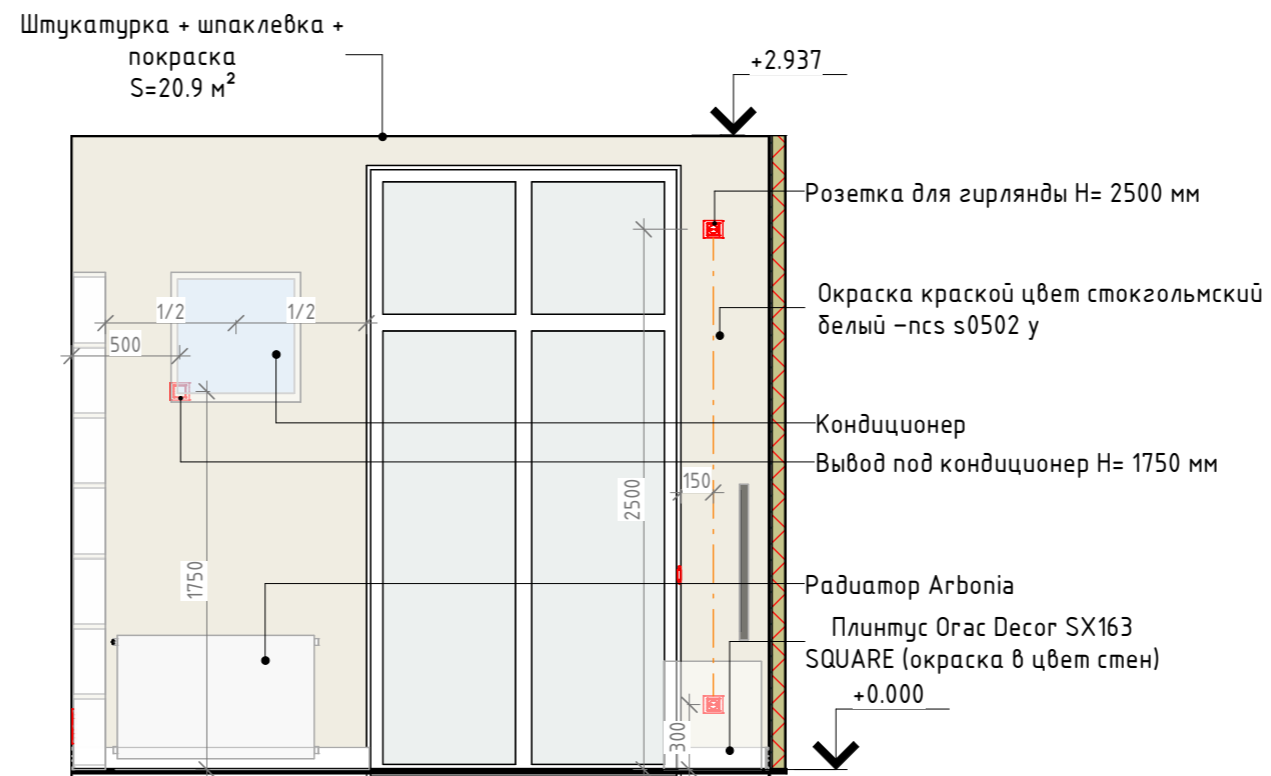 Штукатурка + шпаклевка +
покраска
S=20.9 м²
+2.937
Розетка для гирлянды H= 2500 мм
Окраска краской цвет стокгольмский
белый -ncs s0502 y
1/2
1/2
500
Кондиционер
Вывод под кондиционер H= 1750 мм
150
2500
1750
Радиатор Arbonia
Плинтус Orac Decor SX163
SQUARE (окраска в цвет стен)
+0.000
300